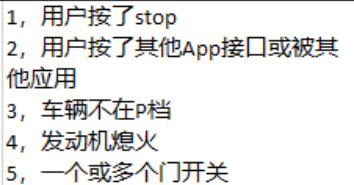 1，用户按了stop
2，用户按了其他App接口或被其
他应用
3，车辆不在P档
4，发动机熄火
5，一个或多个门开关